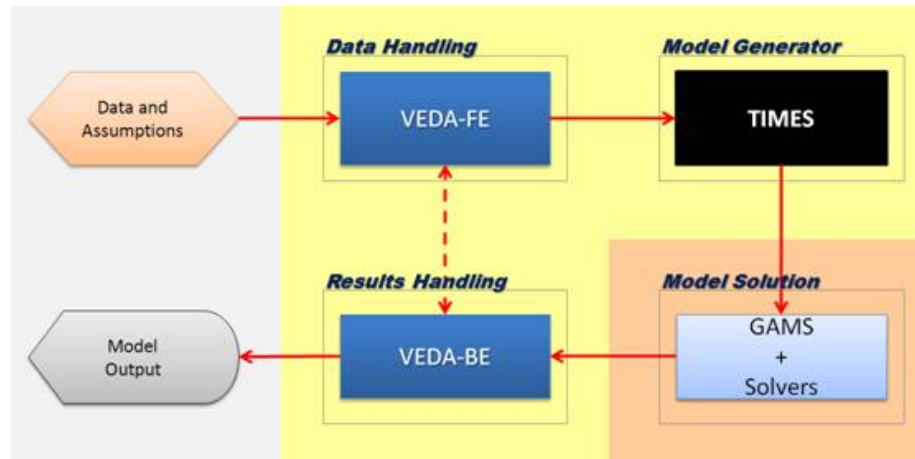 Data Handling
Model Generator
Data and
Assumptions
VEDA-FE
TIMES
Results Handling
Model Solution
Model
Output
VEDA-BE
GAMS
+
Solvers